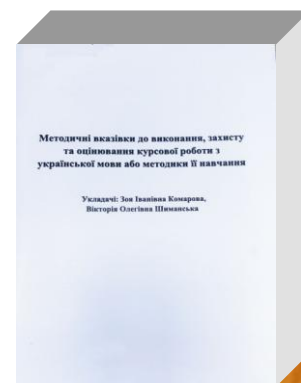 Методичні вказівки до виконання, захисту
та оцінювання курсової роботи з
української мови або методики її навчання
Укладачі: Зоя Іванівна Комарова,
Вікторія Олегівна Шиманська